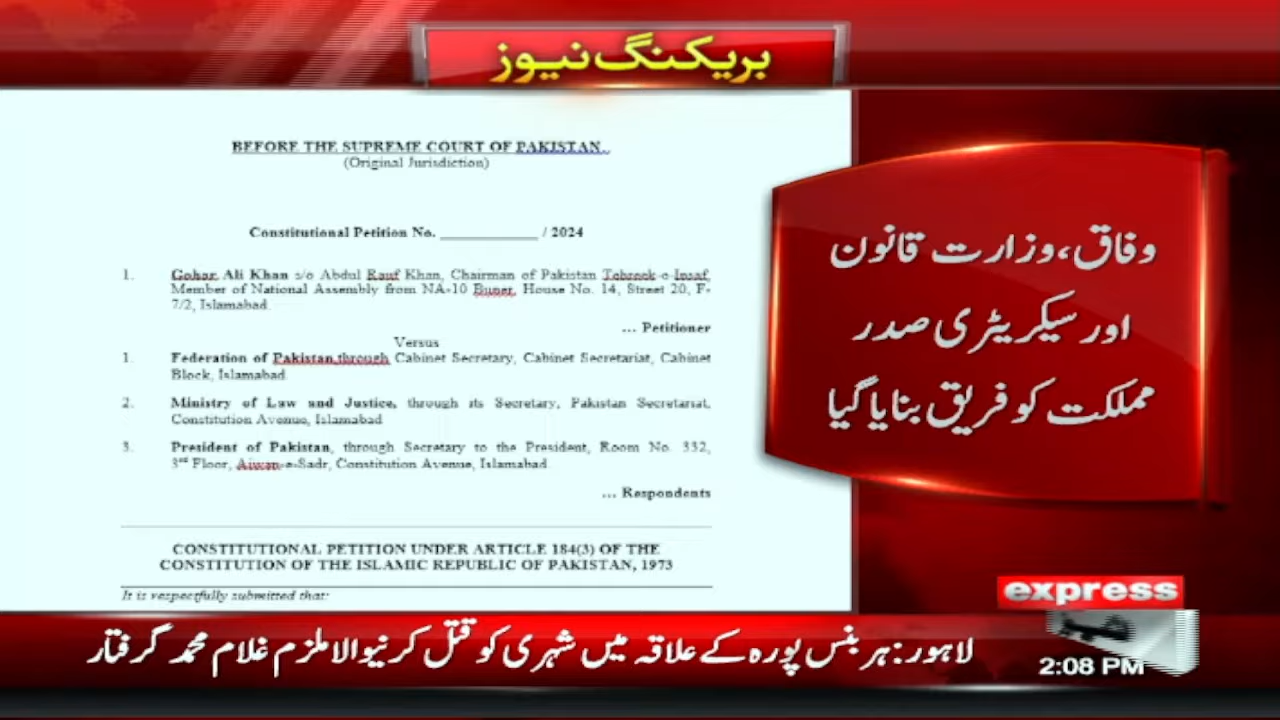 بریکنگ نیوز
BEFORE THE SUPREME COURT OF PAKISTAN
(Original Jurisdiction)
Constitutional Petition No. ____________ / 2024
1. Gohar Ali Khan s/o Abdul Rauf Khan, Chairman of Pakistan Tehreek-e-Insaf,
Member of National Assembly from NA-10 Buner, House No. 14, Street 20, F-
7/2, Islamabad.
... Petitioner
Versus
1. Federation of Pakistan through Cabinet Secretary, Cabinet Secretariat, Cabinet
Block, Islamabad
2. Ministry of Law and Justice, through its Secretary, Pakistan Secretariat,
Constitution Avenue, Islamabad
3. President of Pakistan, through Secretary to the President, Room No. 332,
3rd Floor, Aiwan-e-Sadr, Constitution Avenue, Islamabad
... Respondents
CONSTITUTIONAL PETITION UNDER ARTICLE 184(3) OF THE
CONSTITUTION OF THE ISLAMIC REPUBLIC OF PAKISTAN, 1973
It is respectfully submitted that:
وفاق، وزارت قانون
اور سیکریٹری صدر
مملکت کو فریق بنایا گیا
express
لاہور: ہربنس پورہ کے علاقہ میں شہری کو قتل کرنیوالا ملزم غلام محمد گرفتار
2:08 PM